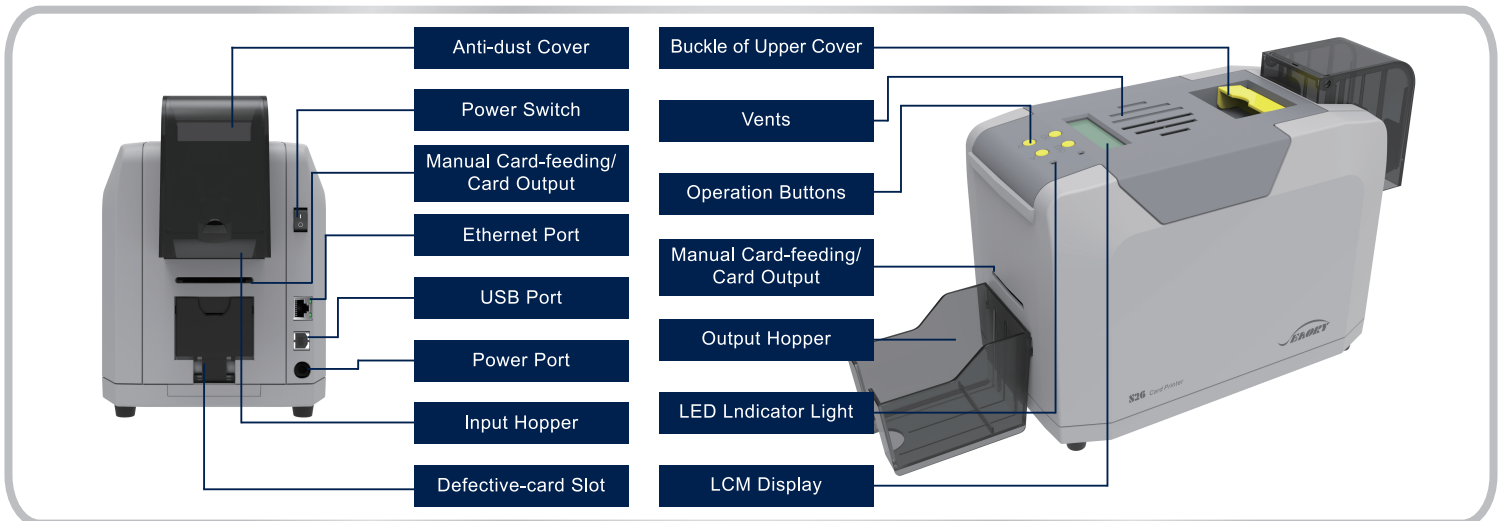 Anti-dust Cover
Power Switch
Manual Card-feeding/
Card Output
Ethernet Port
USB Port
Power Port
Input Hopper
Defective-card Slot
Buckle of Upper Cover
Vents
Operation Buttons
Manual Card-feeding/
Card Output
Output Hopper
LED Lndicator Light
LCM Display
S26 Card Printer